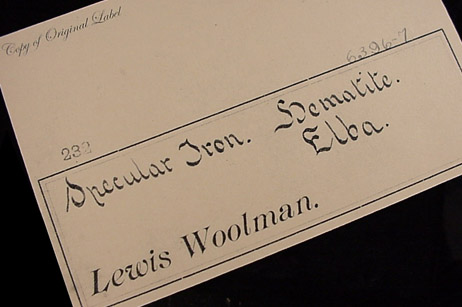 Copy of Original Label
6396-7
232
Specular Iron. Hematite.
Elba.
Lewis Woolman.